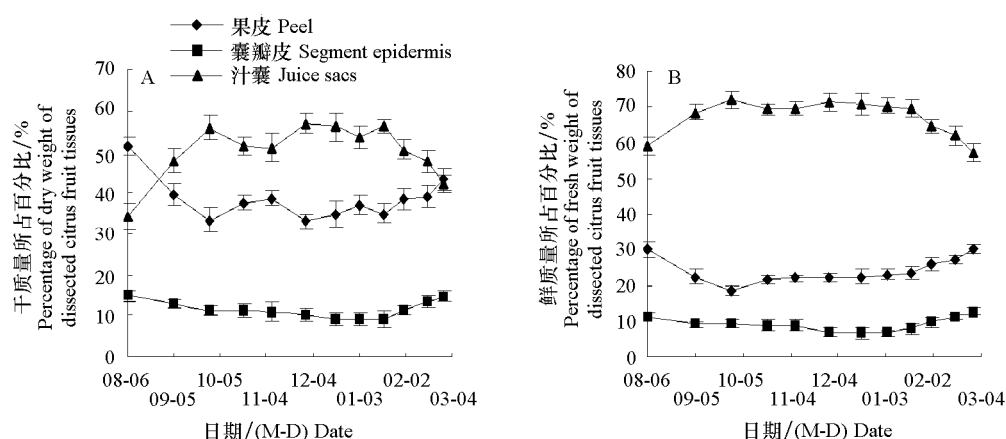 果皮 Peel
囊瓣皮 Segment epidermis
汁囊 Juice sacs
A
70
60
50
40
30
20
10
0
干质量所占百分比/%
Percentage of dry weight of
dissected citrus fruit tissues
08-06
10-05
12-04
02-02
09-05
11-04
01-03
03-04
日期/(M-D) Date
B
80
70
60
50
40
30
20
10
0
鲜质量所占百分比/%
Percentage of fresh weight of
dissected citrus fruit tissues
08-06
10-05
12-04
02-02
09-05
11-04
01-03
03-04
日期/(M-D) Date